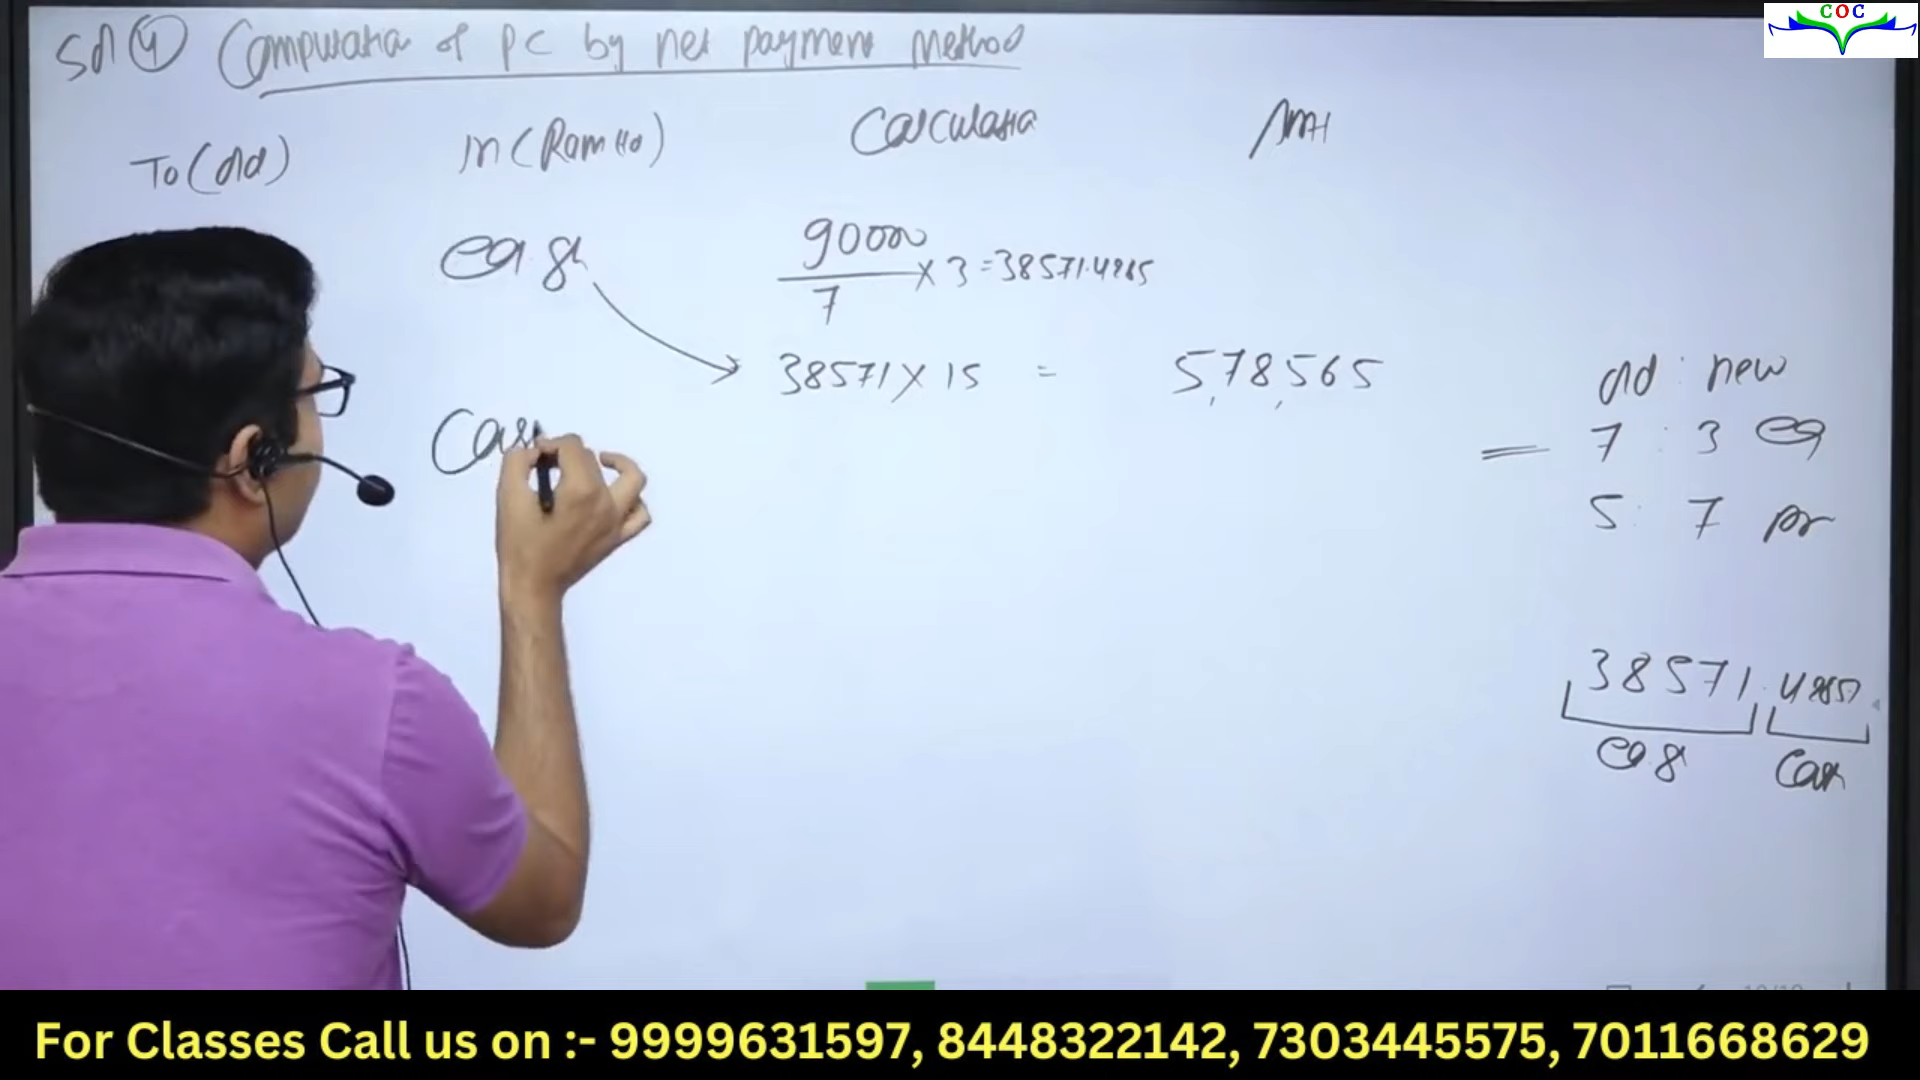 COC
Sol 4 Computation of PC by net payment Method
To (old) In (Ram Ltd) Calculation Amt
eq. sh 90000 / 7 × 3 = 38571.4285
38571 × 15 = 5,78,565
Cash
old : new
= 7 : 3 eq
5 : 7 pr
38571.42857
eq. sh Cash
For Classes Call us on :- 9999631597, 8448322142, 7303445575, 7011668629